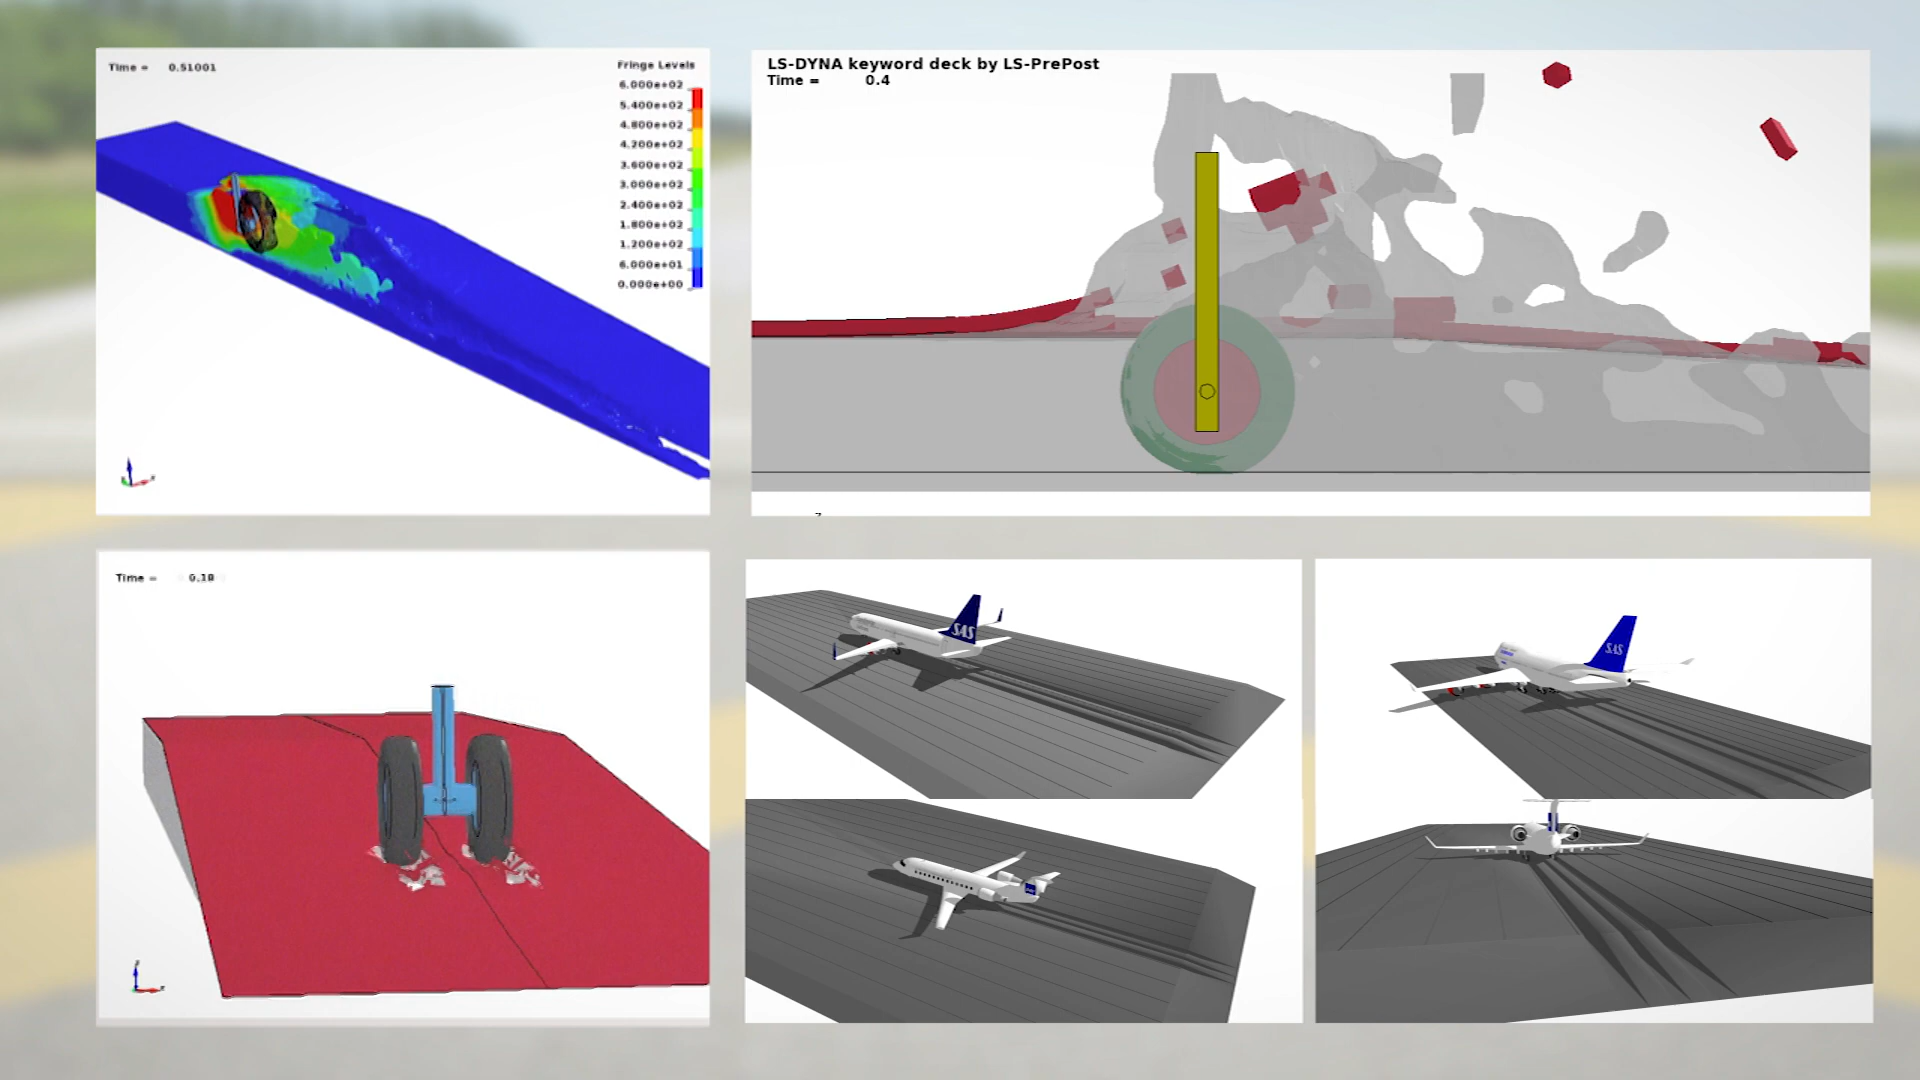 Time = 0.51001
Fringe Levels
6.000e+02
5.400e+02
4.800e+02
4.200e+02
3.600e+02
3.000e+02
2.400e+02
1.800e+02
1.200e+02
6.000e+01
0.000e+00
LS-DYNA keyword deck by LS-PrePost
Time = 0.4
Z
Time = 0.18
z
x
SAS
SAS